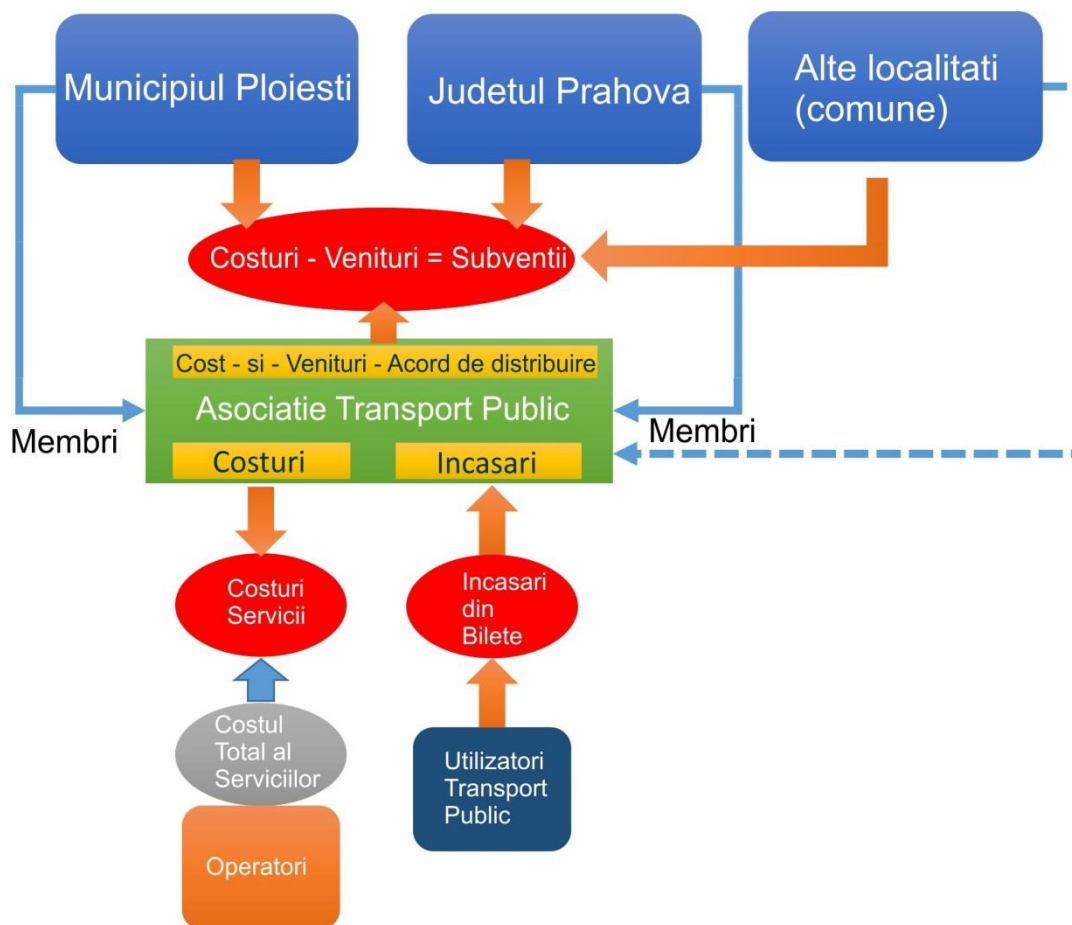 Municipiul Ploiesti
Judetul Prahova
Alte localitati
(comune)
Costuri - Venituri = Subventii
Cost - si - Venituri - Acord de distribuire
Asociatie Transport Public
Membri
Membri
Costuri
Incasari
Costuri
Servicii
Incasari
din
Bilete
Costul
Total al
Serviciilor
Utilizatori
Transport
Public
Operatori